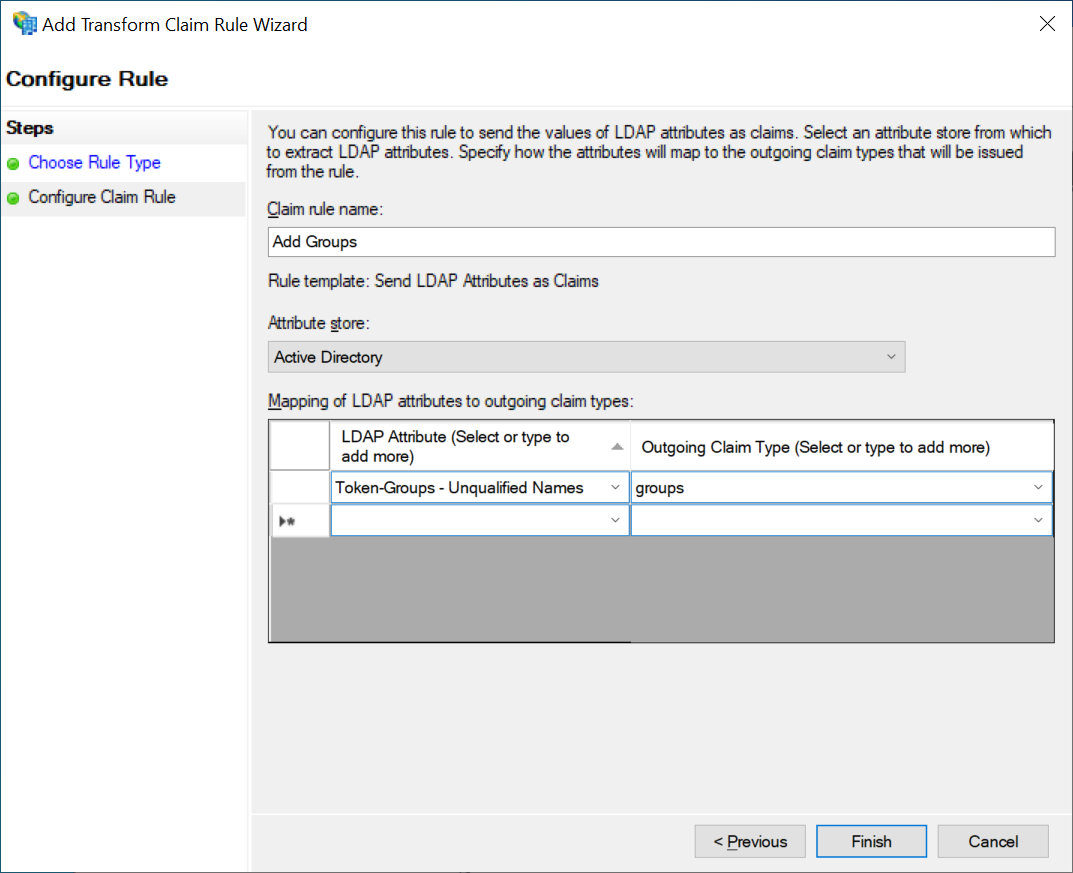 Add Transform Claim Rule Wizard
Configure Rule
Steps
Choose Rule Type
Configure Claim Rule
You can configure this rule to send the values of LDAP attributes as claims. Select an attribute store from which
to extract LDAP attributes. Specify how the attributes will map to the outgoing claim types that will be issued
from the rule.
Claim rule name:
Add Groups
Rule template: Send LDAP Attributes as Claims
Attribute store:
Active Directory
Mapping of LDAP attributes to outgoing claim types:
LDAP Attribute (Select or type to
add more)
Outgoing Claim Type (Select or type to add more)
Token-Groups - Unqualified Names
groups
< Previous
Finish
Cancel